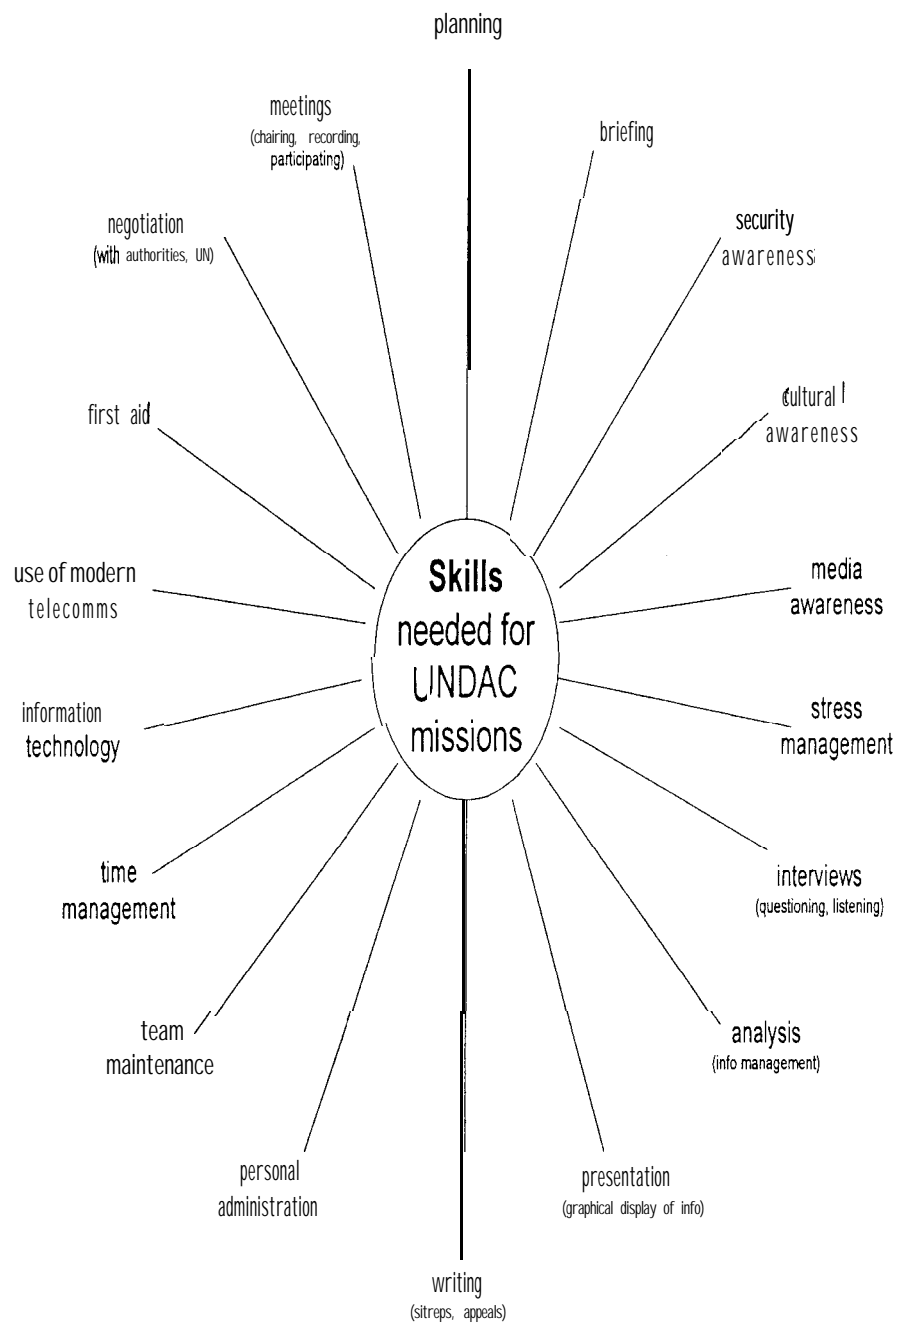 planning
meetings
(chairing, recording,
participating)
briefing
negotiation
(with authorities, UN)
security
awareness
first aid
cultural
awareness
use of modern
telecomms
Skills
needed for
UNDAC
missions
media
awareness
information
technology
stress
management
time
management
interviews
(questioning, listening)
team
maintenance
analysis
(info management)
personal
administration
presentation
(graphical display of info)
writing
(sitreps, appeals)